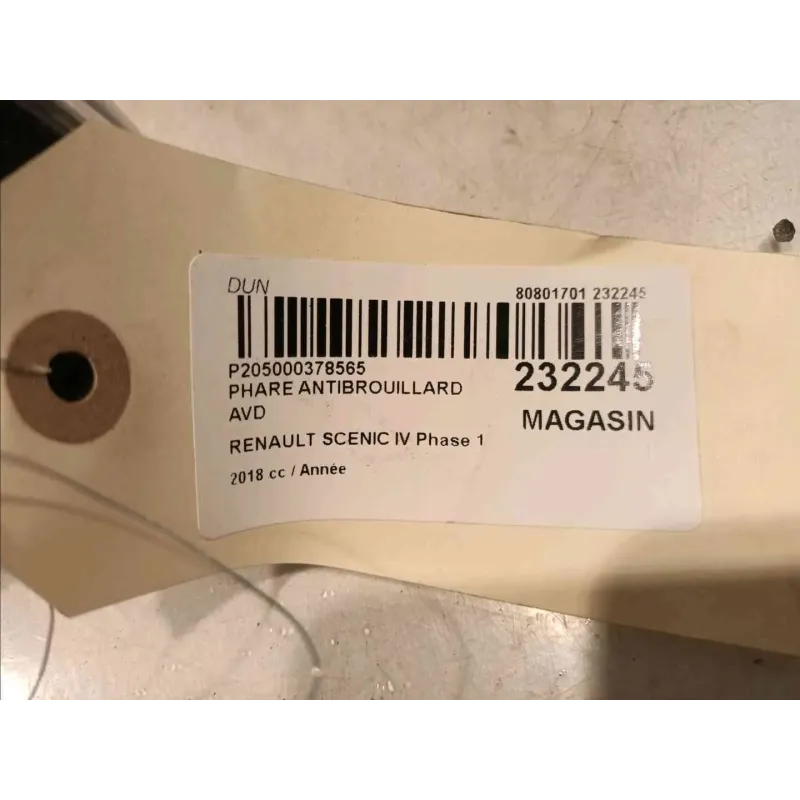 DUN
80801701 232245
P205000378565
232245
PHARE ANTIBROUILLARD
AVD
MAGASIN
RENAULT SCENIC IV Phase 1
2018 cc / Année